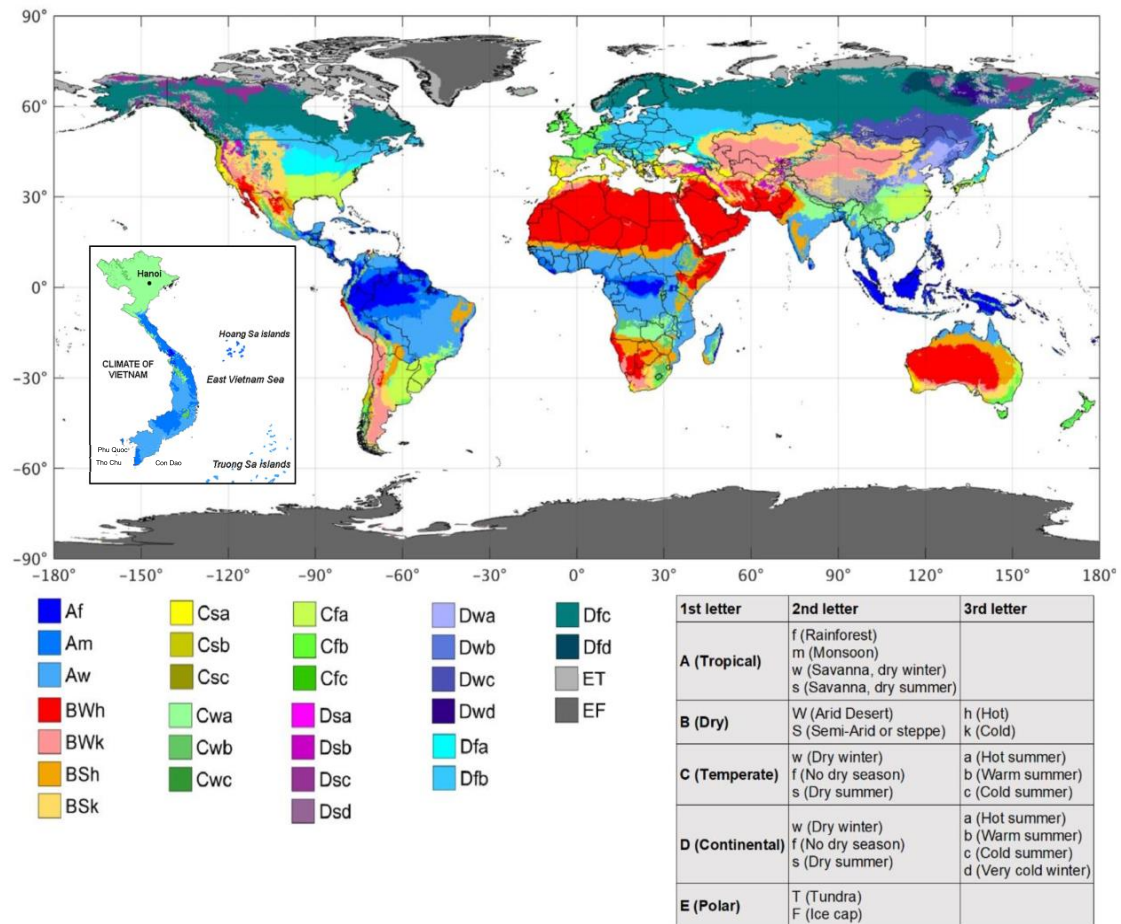 90°
60°
30°
0°
−30°
−60°
−90°
Hanoi
Hoang Sa islands
CLIMATE OF
VIETNAM
East Vietnam Sea
Phu Quoc
Tho Chu
Con Dao
Truong Sa islands
−180°
−150°
−120°
−90°
−60°
−30°
0°
30°
60°
90°
120°
150°
180°
Af
Am
Aw
BWh
BWk
BSh
BSk
Csa
Csb
Csc
Cwa
Cwb
Cwc
Cfa
Cfb
Cfc
Dsa
Dsb
Dsc
Dsd
Dwa
Dwb
Dwc
Dwd
Dfa
Dfb
Dfc
Dfd
ET
EF
1st letter 2nd letter 3rd letter
A (Tropical)
f (Rainforest)
m (Monsoon)
w (Savanna, dry winter)
s (Savanna, dry summer)
B (Dry)
W (Arid Desert)
S (Semi-Arid or steppe)
h (Hot)
k (Cold)
C (Temperate)
w (Dry winter)
f (No dry season)
s (Dry summer)
a (Hot summer)
b (Warm summer)
c (Cold summer)
D (Continental)
w (Dry winter)
f (No dry season)
s (Dry summer)
a (Hot summer)
b (Warm summer)
c (Cold summer)
d (Very cold winter)
E (Polar)
T (Tundra)
F (Ice cap)